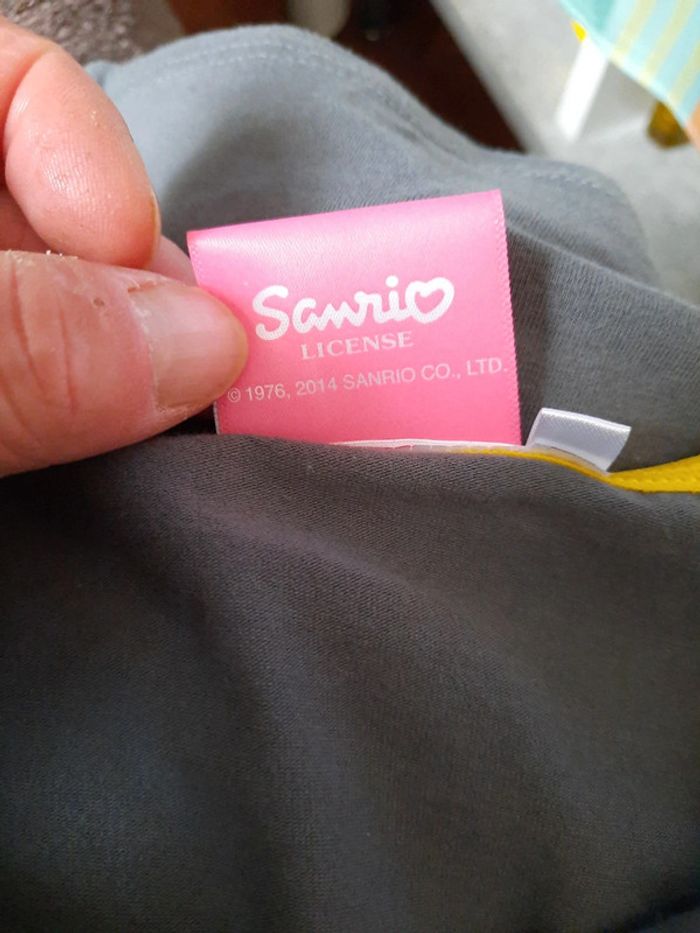 Sanrio
LICENSE
© 1976, 2014 SANRIO CO., LTD.